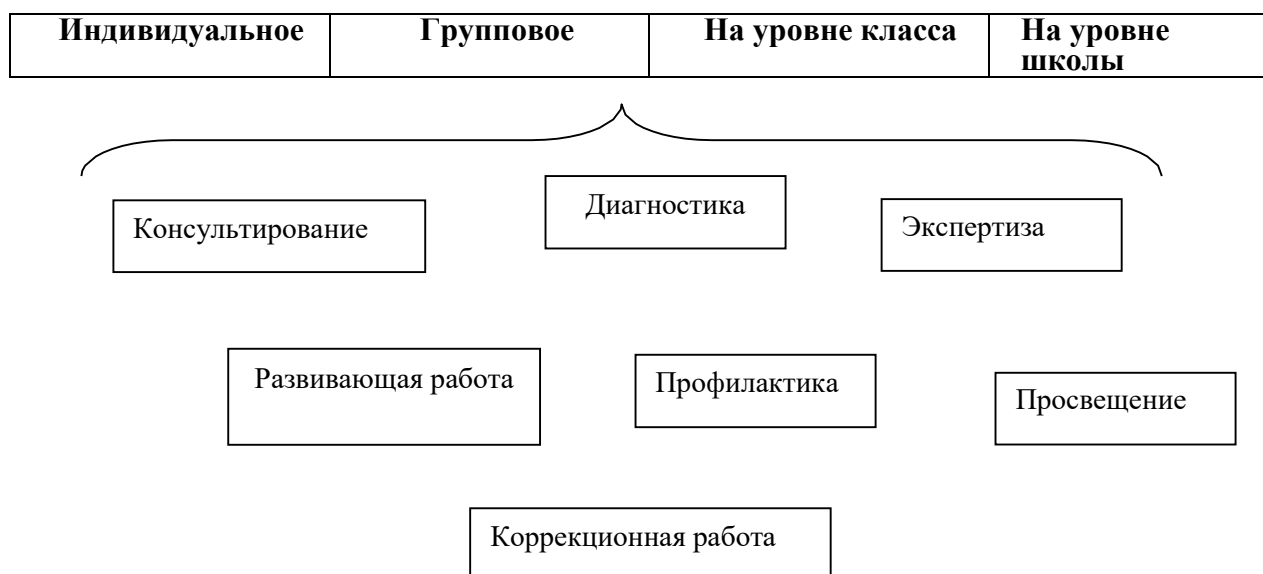 Индивидуальное Групповое На уровне класса На уровне
школы
Диагностика
Консультирование Экспертиза
Развивающая работа Профилактика
Просвещение
Коррекционная работа